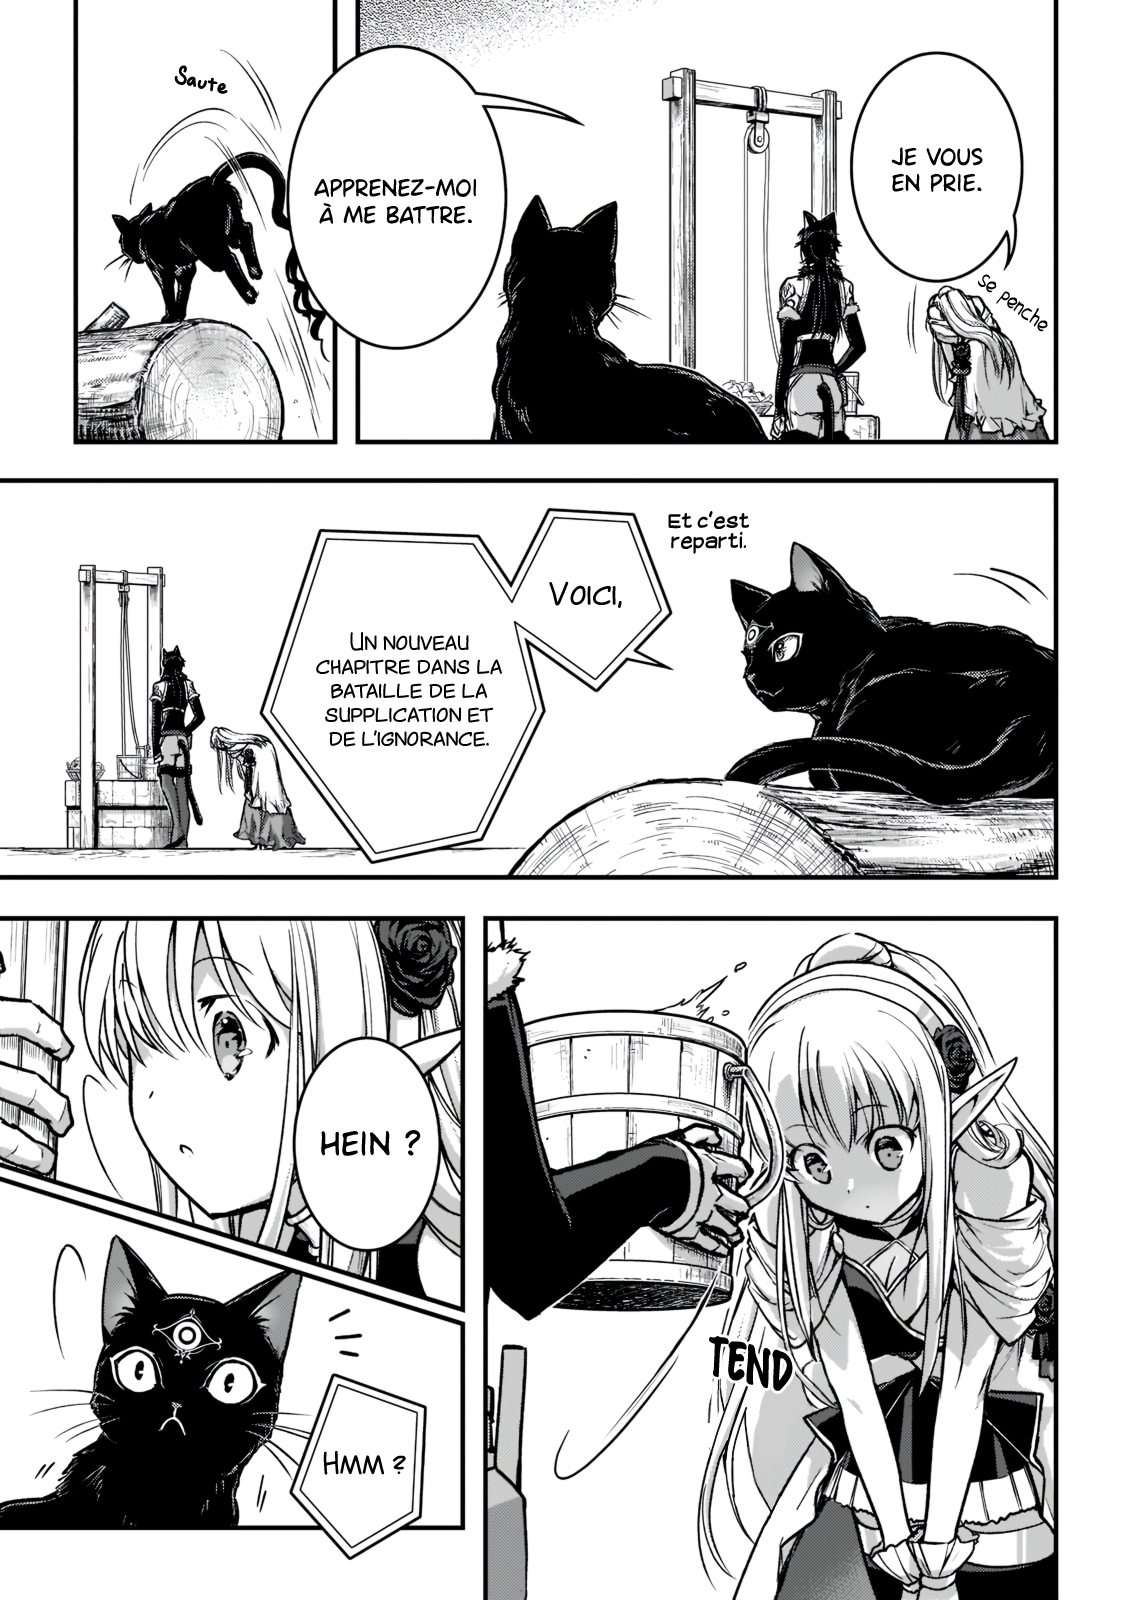 JE VOUS
EN PRIE.
se penche
APPRENEZ-MOI
À ME BATTRE.
Saute
Et c'est
reparti.
VOICI,
UN NOUVEAU
CHAPITRE DANS LA
BATAILLE DE LA
SUPPLICATION ET
DE L'IGNORANCE.
TEND
HEIN ?
HMM ?